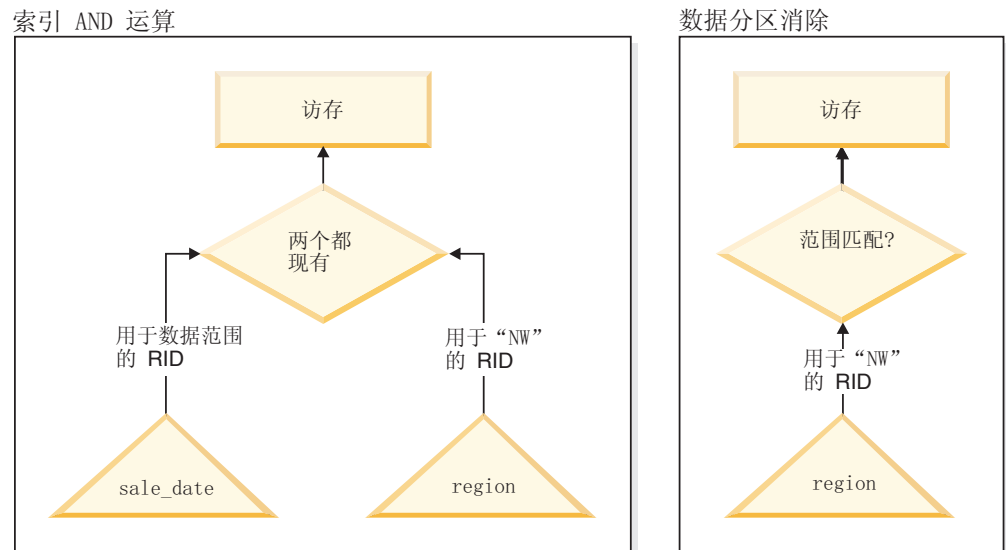 索引 AND 运算
访存
两个都
现有
用于数据范围
的 RID
用于“NW”
的 RID
sale_date
region
数据分区消除
访存
范围匹配?
用于“NW”
的 RID
region